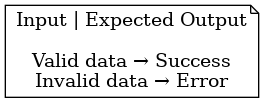 Input | Expected Output
Valid data → Success
Invalid data → Error